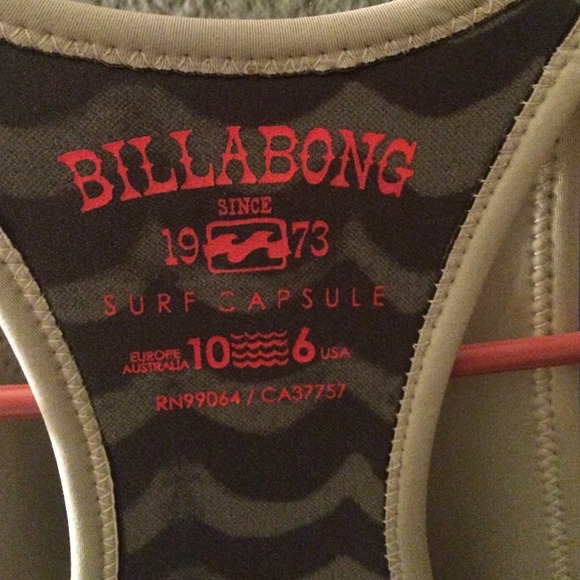 BILLABONG
SINCE
19 73
SURF CAPSULE
EUROPE AUSTRALIA 10 6 USA
RN99064 / CA37757